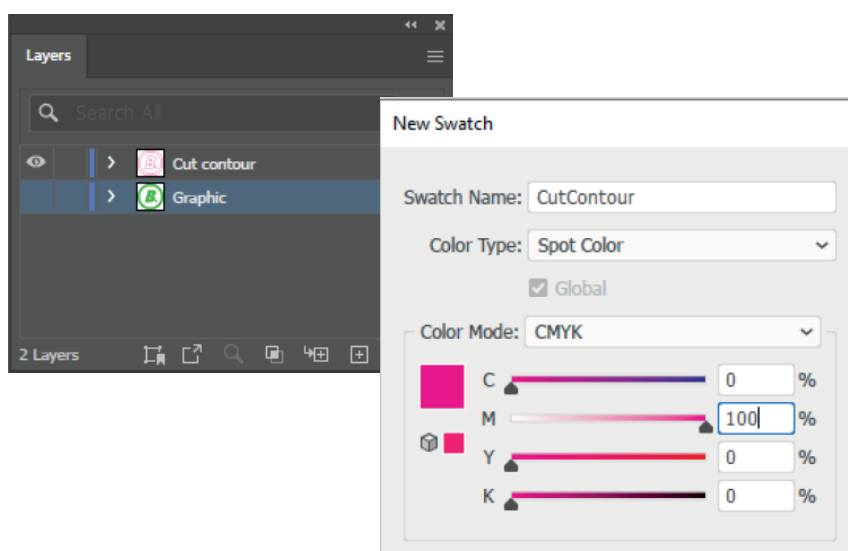 Layers
Search All
Cut contour
Graphic
2 Layers
New Swatch
Swatch Name: CutContour
Color Type: Spot Color
Global
Color Mode: CMYK
C 0 %
M 100 %
Y 0 %
K 0 %